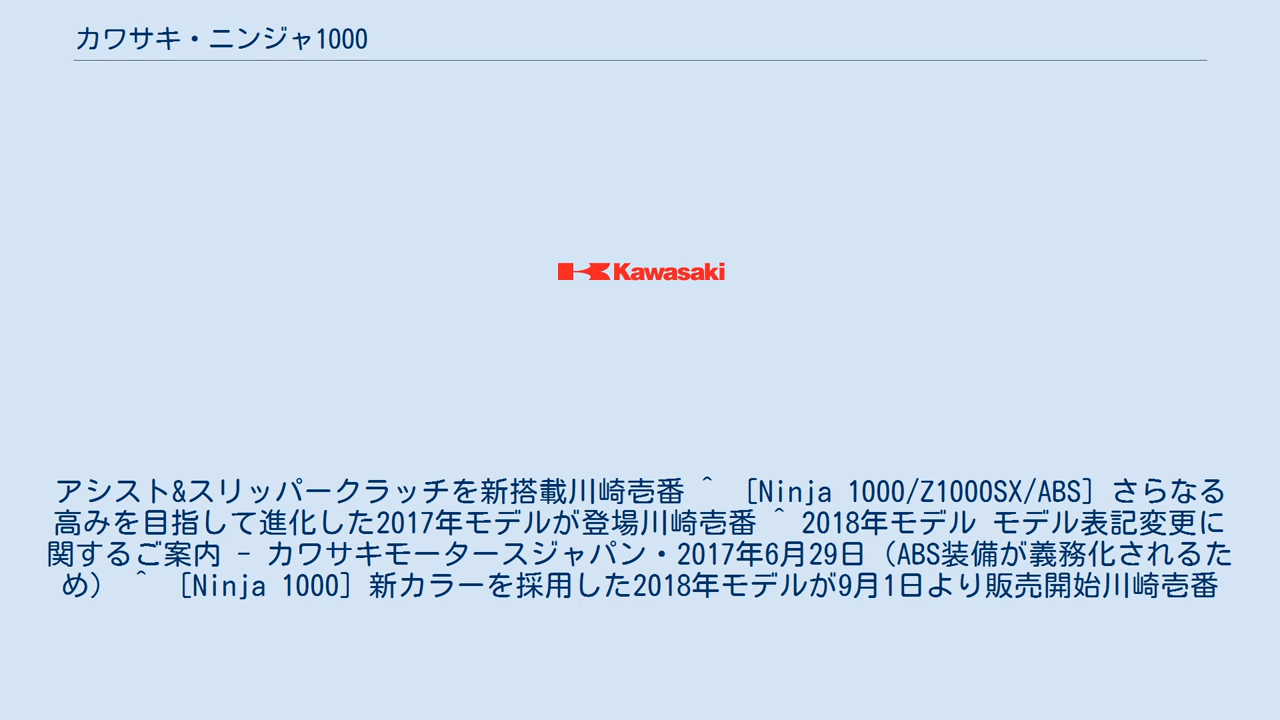 カワサキ・ニンジャ1000
Kawasaki
アシスト&スリッパークラッチを新搭載川崎壱番 ^ ［Ninja 1000/Z1000SX/ABS］さらなる
高みを目指して進化した2017年モデルが登場川崎壱番 ^ 2018年モデル モデル表記変更に
関するご案内 - カワサキモータースジャパン・2017年6月29日（ABS装備が義務化されるた
め） ^ ［Ninja 1000］新カラーを採用した2018年モデルが9月1日より販売開始川崎壱番